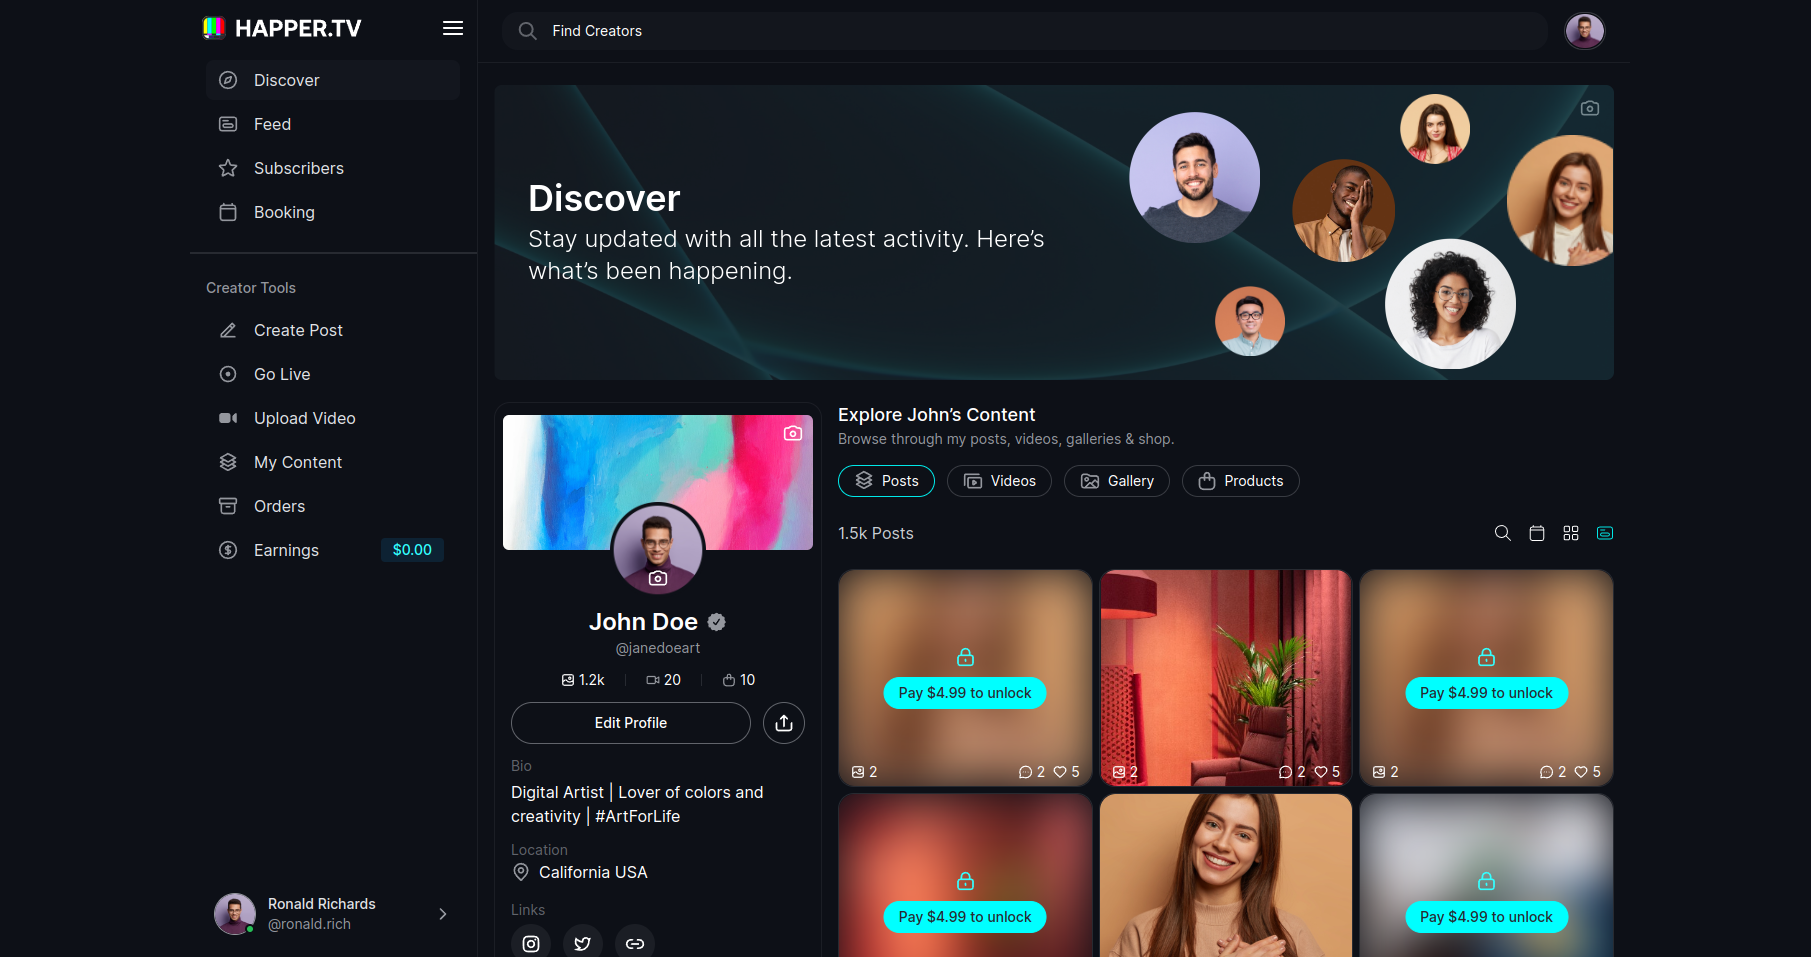 HAPPER.TV
Find Creators
Discover
Feed
Subscribers
Booking
Creator Tools
Create Post
Go Live
Upload Video
My Content
Orders
Earnings $0.00
Ronald Richards
@ronald.rich
Discover
Stay updated with all the latest activity. Here’s
what’s been happening.
John Doe
@janedoeart
1.2k 20 10
Edit Profile
Bio
Digital Artist | Lover of colors and
creativity | #ArtForLife
Location
California USA
Links
Explore John’s Content
Browse through my posts, videos, galleries & shop.
Posts Videos Gallery Products
1.5k Posts
Pay $4.99 to unlock
2 2 5
2 2 5
Pay $4.99 to unlock
2 2 5
Pay $4.99 to unlock
Pay $4.99 to unlock